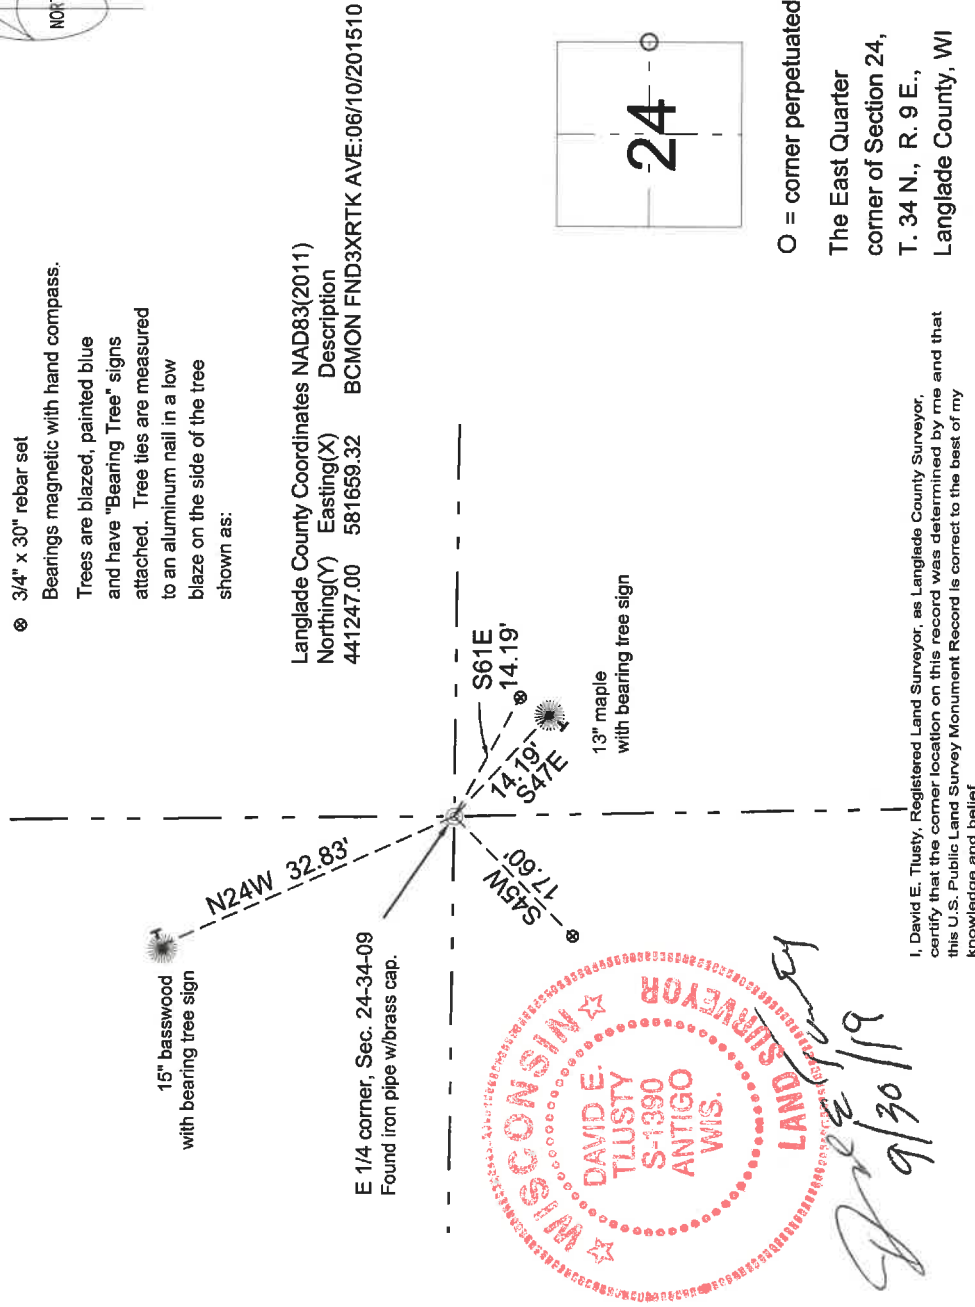 NOR
⊗ 3/4" x 30" rebar set
Bearings magnetic with hand compass.
Trees are blazed, painted blue
and have "Bearing Tree" signs
attached. Tree ties are measured
to an aluminum nail in a low
blaze on the side of the tree
shown as:
15" basswood
with bearing tree sign
N24W 32.83'
E 1/4 corner, Sec. 24-34-09
Found iron pipe w/brass cap.
S45W
17.60'
14.19'
S47E
S61E
14.19'
13" maple
with bearing tree sign
Langlade County Coordinates NAD83(2011)
Northing(Y) Easting(X) Description
441247.00 581659.32 BCMON FND3XRTK AVE:06/10/201510
24
O = corner perpetuated
The East Quarter
corner of Section 24,
T. 34 N., R. 9 E.,
Langlade County, WI
WISCONSIN
DAVID E.
TLUSTY
S-1390
ANTIGO
WIS.
LAND SURVEYOR
9/30/19
I, David E. Tlusty, Registered Land Surveyor, as Langlade County Surveyor,
certify that the corner location on this record was determined by me and that
this U.S. Public Land Survey Monument Record is correct to the best of my
knowledge and belief